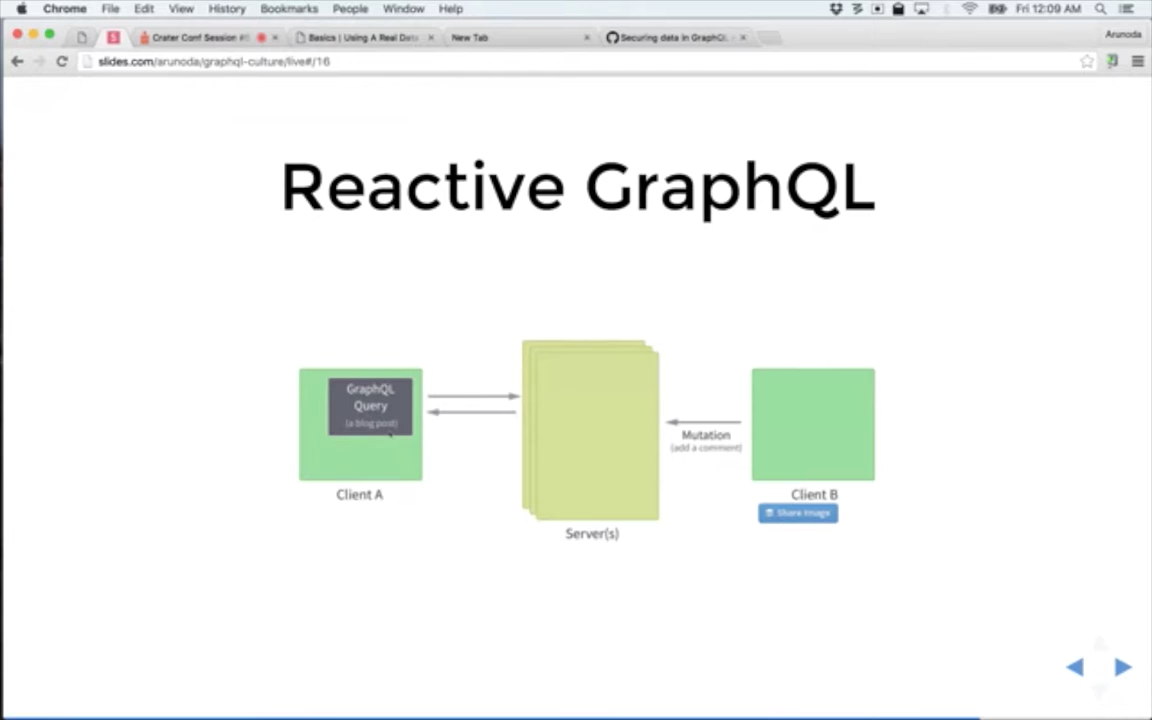 Chrome File Edit View History Bookmarks People Window Help Fri 12:09 AM
Crater Conf Session Basics | Using A Real Data New Tab Securing data in GraphQL Arunoda
slides.com/arunoda/graphql-culture/live#/16
Reactive GraphQL
GraphQL
Query
(a blog post)
Mutation
(add a comment)
Client A
Client B
Share Image
Server(s)